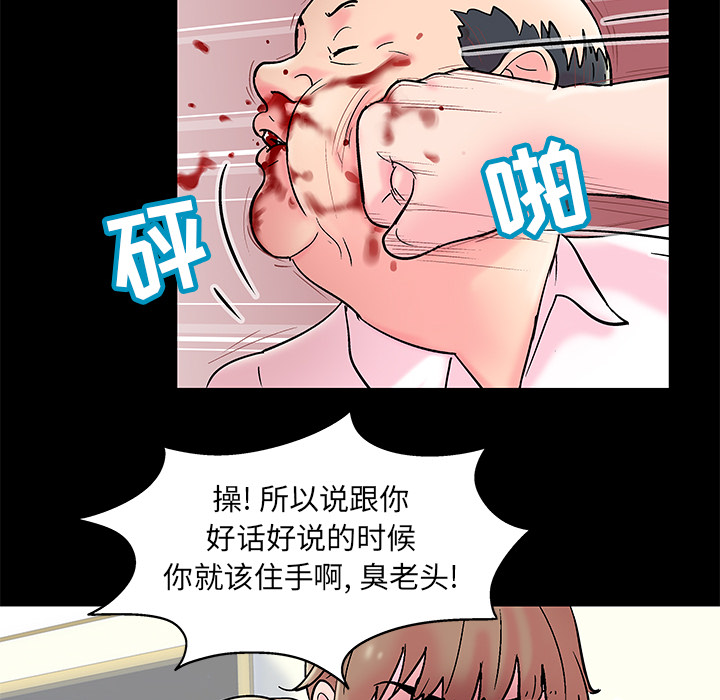 砰
啪
操! 所以说跟你
好话好说的时候
你就该住手啊, 臭老头!